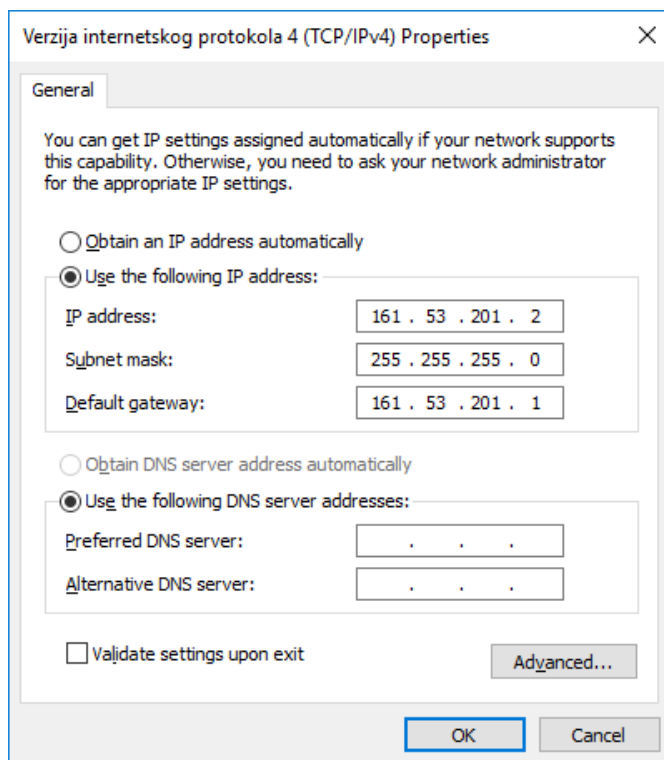 Verzija internetskog protokola 4 (TCP/IPv4) Properties
General
You can get IP settings assigned automatically if your network supports
this capability. Otherwise, you need to ask your network administrator
for the appropriate IP settings.
Obtain an IP address automatically
Use the following IP address:
IP address: 161 . 53 . 201 . 2
Subnet mask: 255 . 255 . 255 . 0
Default gateway: 161 . 53 . 201 . 1
Obtain DNS server address automatically
Use the following DNS server addresses:
Preferred DNS server: . . .
Alternative DNS server: . . .
Validate settings upon exit
Advanced...
OK Cancel